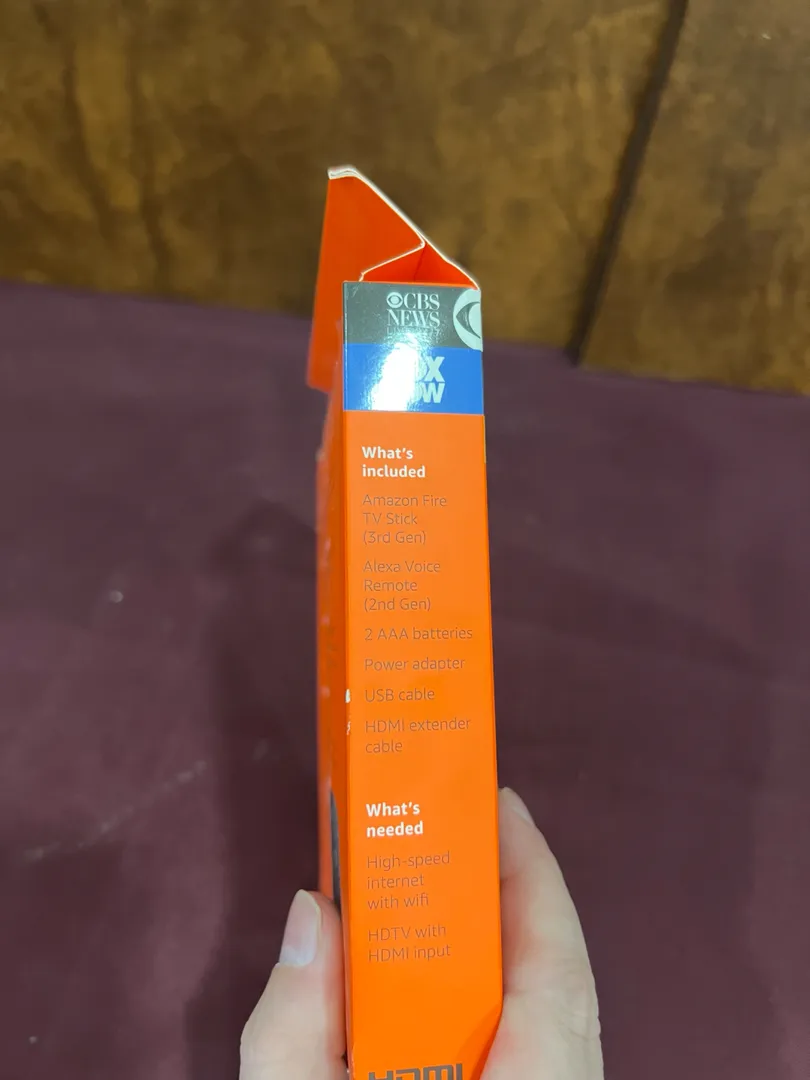 CBS
NEWS
What's
included
Amazon Fire
TV Stick
(3rd Gen)
Alexa Voice
Remote
(2nd Gen)
2 AAA batteries
Power adapter
USB cable
HDMI extender
cable
What's
needed
High-speed
internet
with wifi
HDTV with
HDMI input
HDMI